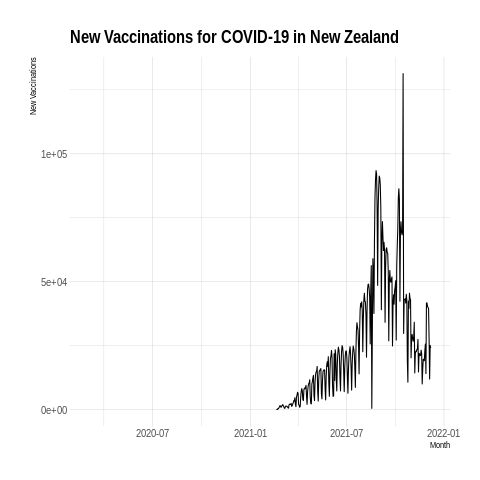 New Vaccinations for COVID-19 in New Zealand
New Vaccinations
1e+05
5e+04
0e+00
2020-07 2021-01 2021-07 2022-01
Month